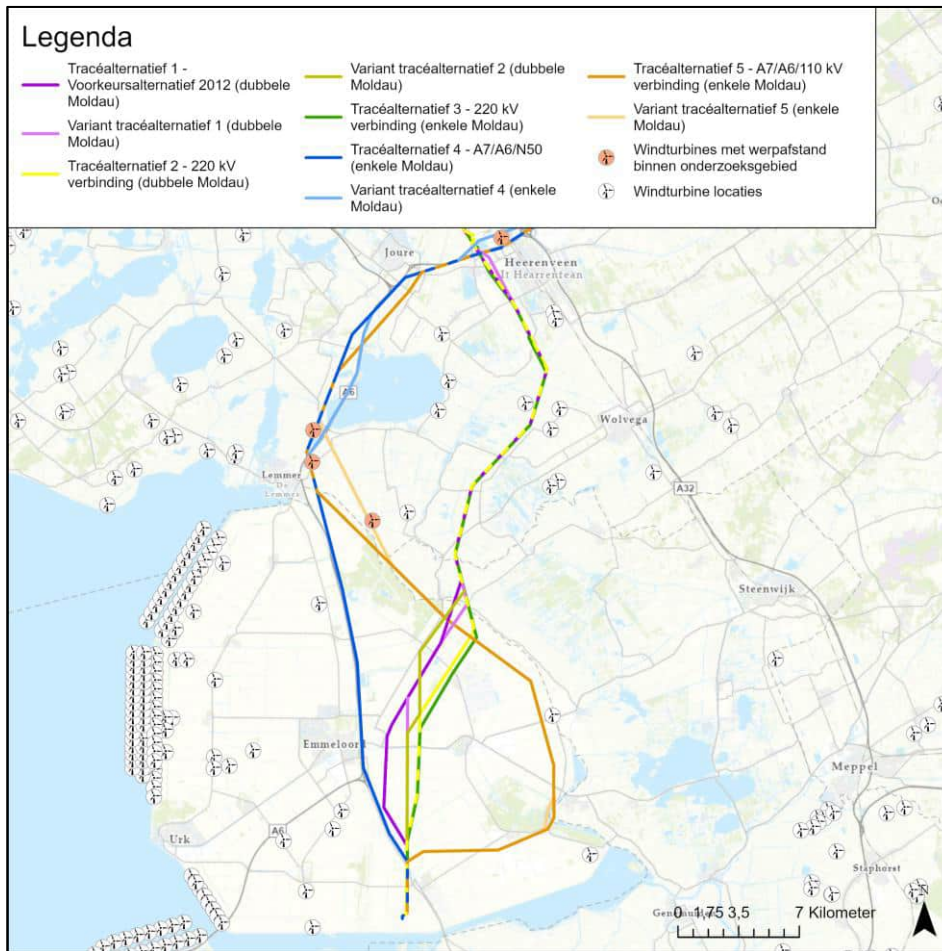 Legenda
Tracéalternatief 1 -
Voorkeursalternatief 2012 (dubbele
Moldau)
Variant tracéalternatief 1 (dubbele
Moldau)
Tracéalternatief 2 - 220 kV
verbinding (dubbele Moldau)
Variant tracéalternatief 2 (dubbele
Moldau)
Tracéalternatief 3 - 220 kV
verbinding (enkele Moldau)
Tracéalternatief 4 - A7/A6/N50
(enkele Moldau)
Variant tracéalternatief 4 (enkele
Moldau)
Tracéalternatief 5 - A7/A6/110 kV
verbinding (enkele Moldau)
Variant tracéalternatief 5 (enkele
Moldau)
Windturbines met werpafstand
binnen onderzoeksgebied
Windturbine locaties
Joure
Heerenveen
It Hearrenfean
A6
Wolvega
Lemmer
De
Lemmer
A32
Steenwijk
Emmeloord
Meppel
A6
Urk
Staphorst
N
0 1,75 3,5 7 Kilometer